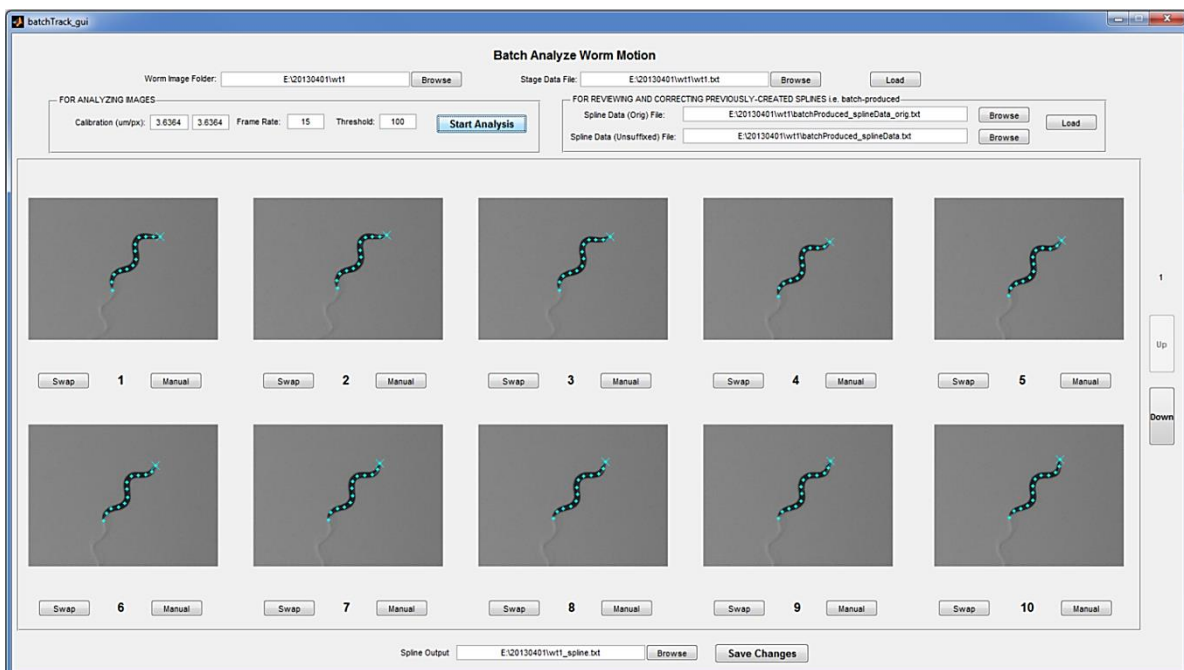 batchTrack_gui
Batch Analyze Worm Motion
Worm Image Folder: E:\20130401\wt1 Browse Stage Data File: E:\20130401\wt1\wt1.txt Browse Load
FOR ANALYZING IMAGES
Calibration (um/px): 3.6364 3.6364 Frame Rate: 15 Threshold: 100 Start Analysis
FOR REVIEWING AND CORRECTING PREVIOUSLY-CREATED SPLINES i.e. batch-produced
Spline Data (Orig) File: E:\20130401\wt1\batchProduced_splineData_orig.txt Browse Load
Spline Data (Unsuffixed) File: E:\20130401\wt1\batchProduced_splineData.txt Browse
1
Up
Down
Swap 1 Manual Swap 2 Manual Swap 3 Manual Swap 4 Manual Swap 5 Manual
Swap 6 Manual Swap 7 Manual Swap 8 Manual Swap 9 Manual Swap 10 Manual
Spline Output E:\20130401\wt1_spline.txt Browse Save Changes